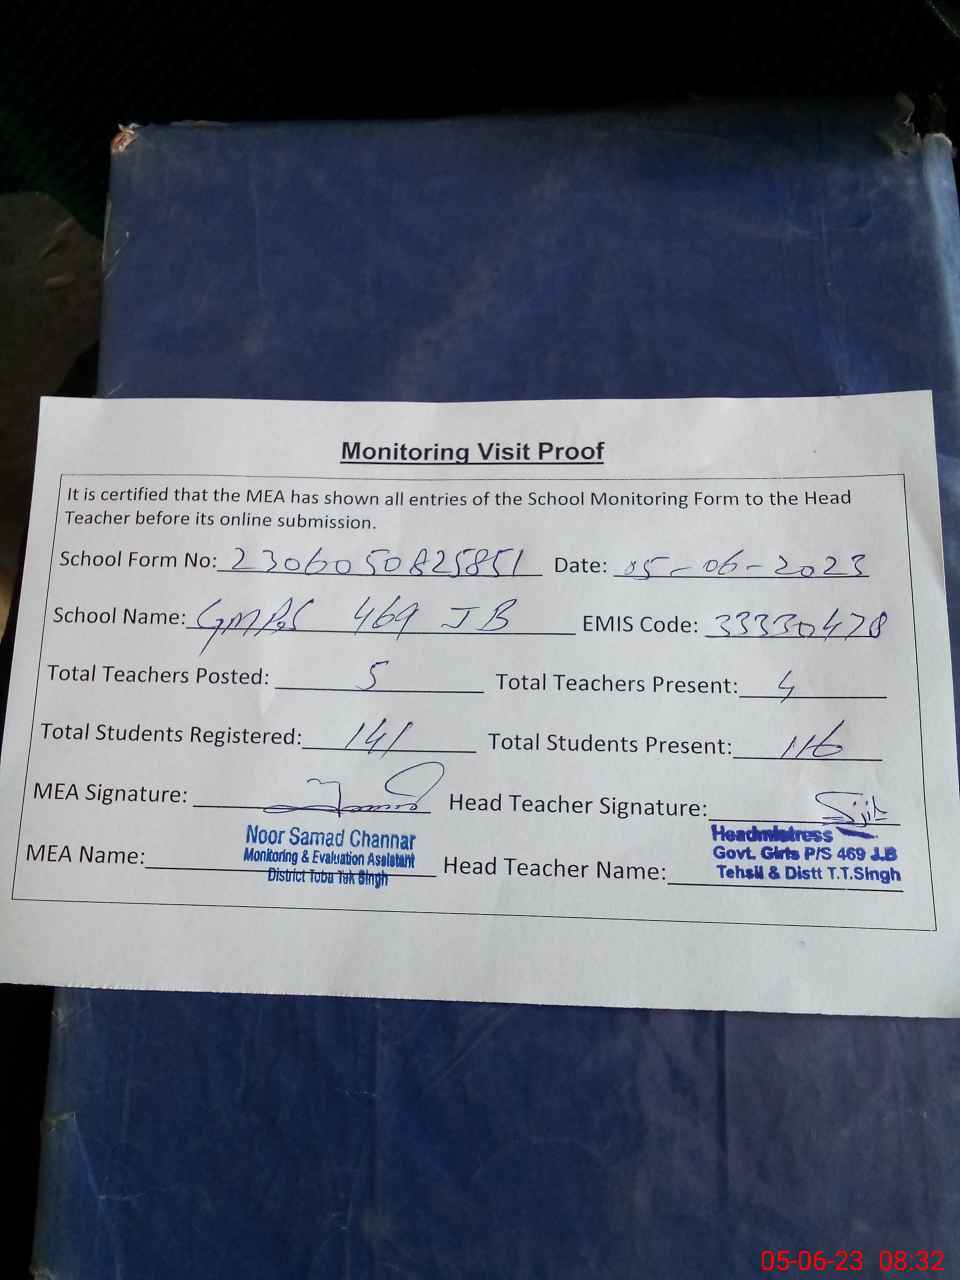 Monitoring Visit Proof
It is certified that the MEA has shown all entries of the School Monitoring Form to the Head
Teacher before its online submission.
School Form No: 2306050825851 Date: 05-06-2023
School Name: GMPS 469 JB EMIS Code: 33330478
Total Teachers Posted: 5 Total Teachers Present: 4
Total Students Registered: 141 Total Students Present: 116
MEA Signature: Head Teacher Signature:
MEA Name: Noor Samad Channar
Monitoring & Evaluation Assistant
District Toba Tek Singh
Head Teacher Name: Headmistress
Govt. Girls P/S 469 J.B
Tehsil & Distt T.T.Singh
05-06-23 08:32